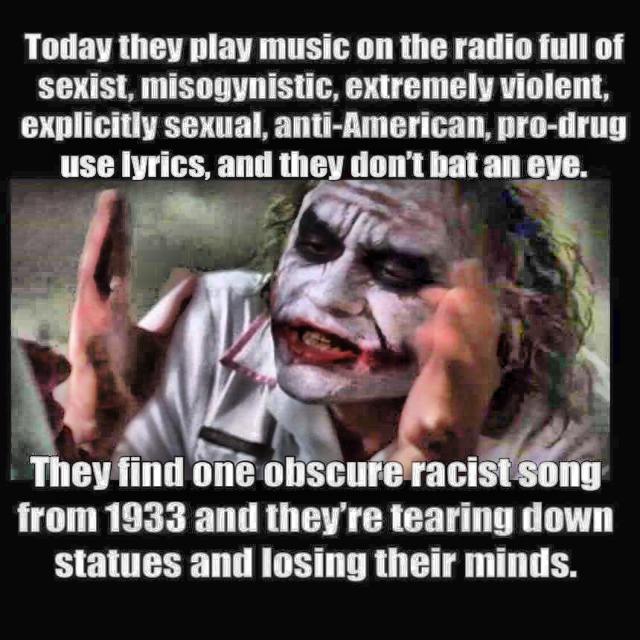 Today they play music on the radio full of
sexist, misogynistic, extremely violent,
explicitly sexual, anti-American, pro-drug
use lyrics, and they don't bat an eye.
They find one obscure racist song
from 1933 and they're tearing down
statues and losing their minds.